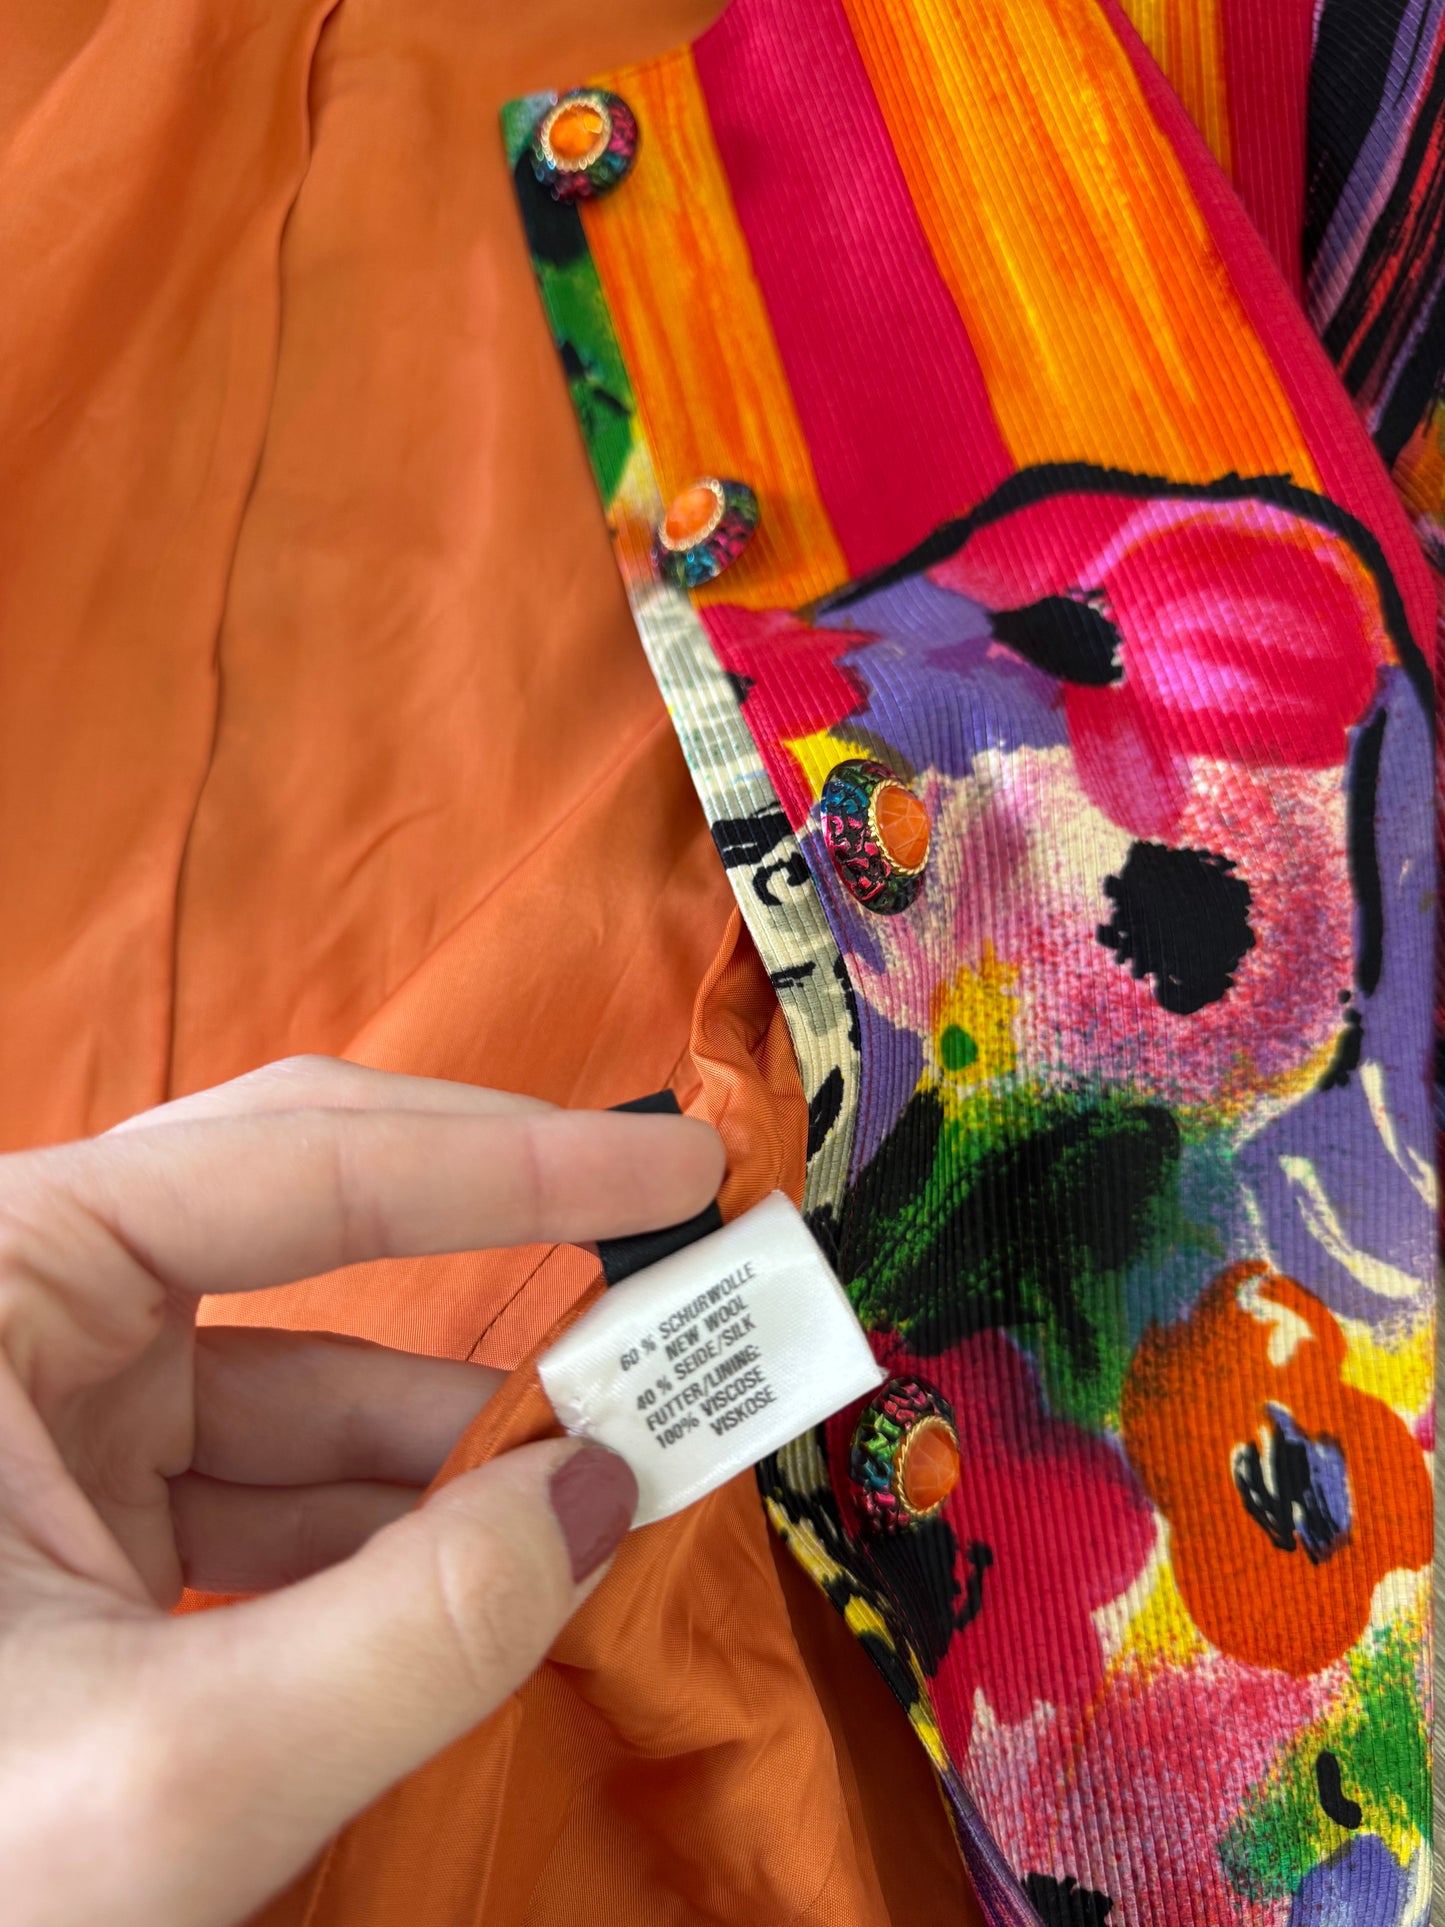 60 % SCHURWOLLE
NEW WOOL
40 % SEIDE/SILK
FUTTER/LINING:
100% VISCOSE
VISKOSE